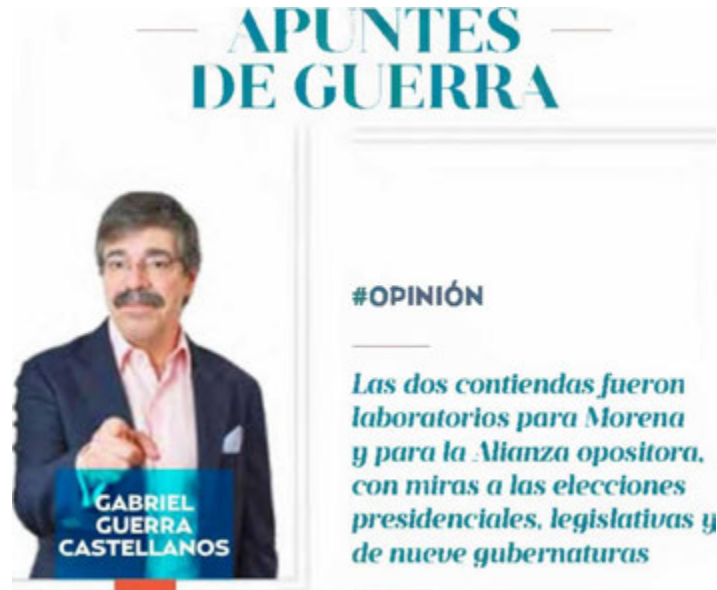 APUNTES
DE GUERRA
#OPINIÓN
Las dos contiendas fueron
laboratorios para Morena
y para la Alianza opositora,
con miras a las elecciones
presidenciales, legislativas y
de nueve gubernaturas
GABRIEL
GUERRA
CASTELLANOS